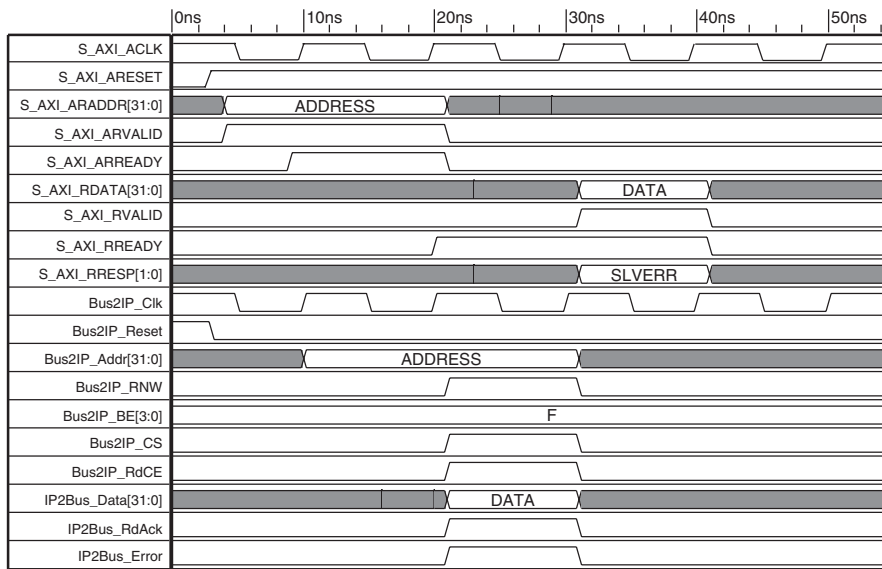 0ns 10ns 20ns 30ns 40ns 50ns
S_AXI_ACLK
S_AXI_ARESET
S_AXI_ARADDR[31:0] ADDRESS
S_AXI_ARVALID
S_AXI_ARREADY
S_AXI_RDATA[31:0] DATA
S_AXI_RVALID
S_AXI_RREADY
S_AXI_RRESP[1:0] SLVERR
Bus2IP_Clk
Bus2IP_Reset
Bus2IP_Addr[31:0] ADDRESS
Bus2IP_RNW
Bus2IP_BE[3:0] F
Bus2IP_CS
Bus2IP_RdCE
IP2Bus_Data[31:0] DATA
IP2Bus_RdAck
IP2Bus_Error